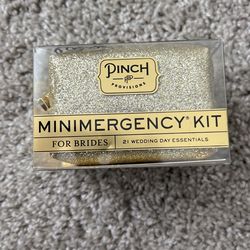 PINCH
PROVISIONS
MINIMERGENCY® KIT
FOR BRIDES
21 WEDDING DAY ESSENTIALS